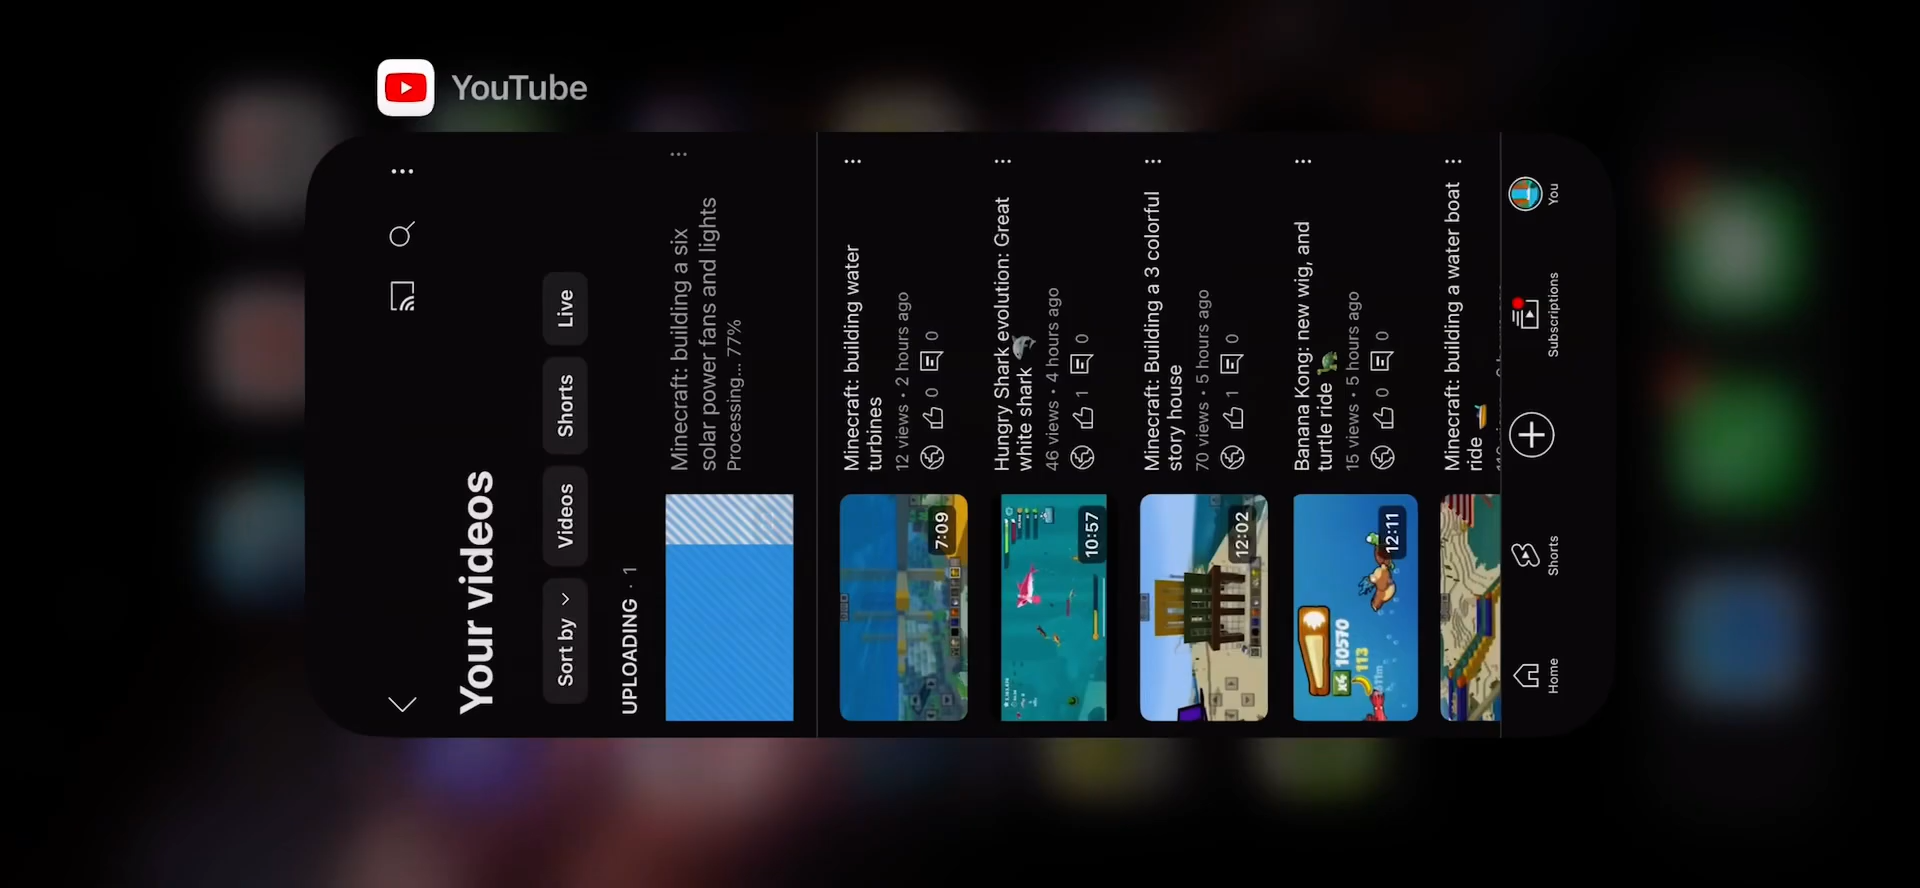 YouTube
Your videos
Sort by
Videos
Shorts
Live
UPLOADING · 1
Minecraft: building a six
solar power fans and lights
Processing... 77%
Minecraft: building water
turbines
12 views • 2 hours ago
0 0
7:09
Hungry Shark evolution: Great
white shark 🦈
46 views • 4 hours ago
1 0
10:57
Minecraft: Building a 3 colorful
story house
70 views • 5 hours ago
1 0
12:02
Banana Kong: new wig, and
turtle ride 🐢
15 views • 5 hours ago
0 0
12:11
x4 10570
113
Minecraft: building a water boat
ride 🚤
Home
Shorts
Subscriptions
You